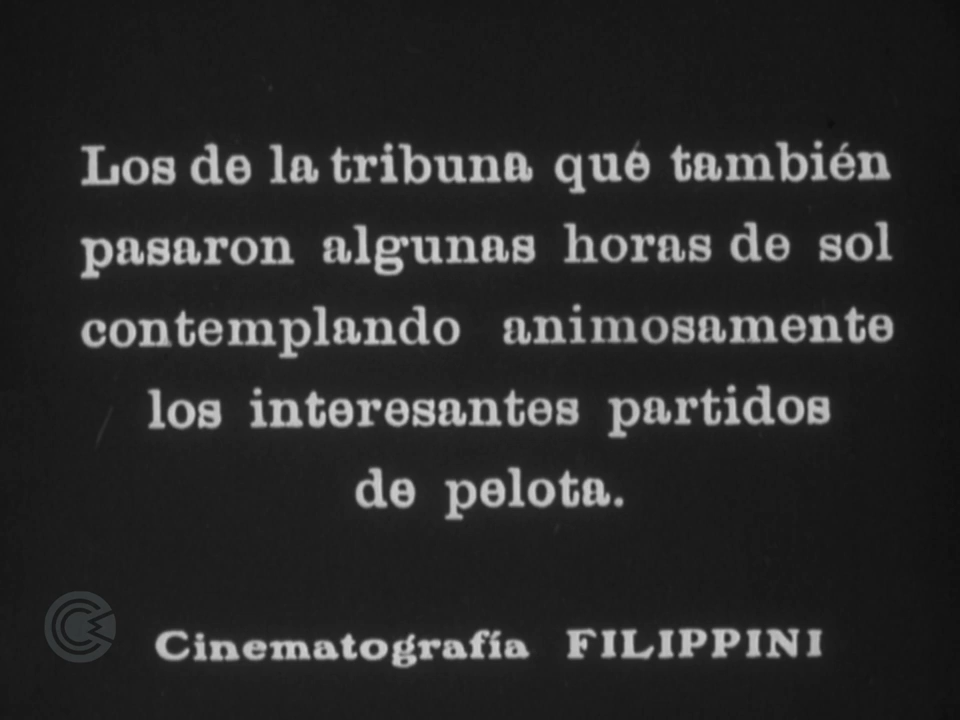 Los de la tribuna qué también
pasaron algunas horas de sol
contemplando animosamente
los interesantes partidos
de pelota.
Cinematografía FILIPPINI